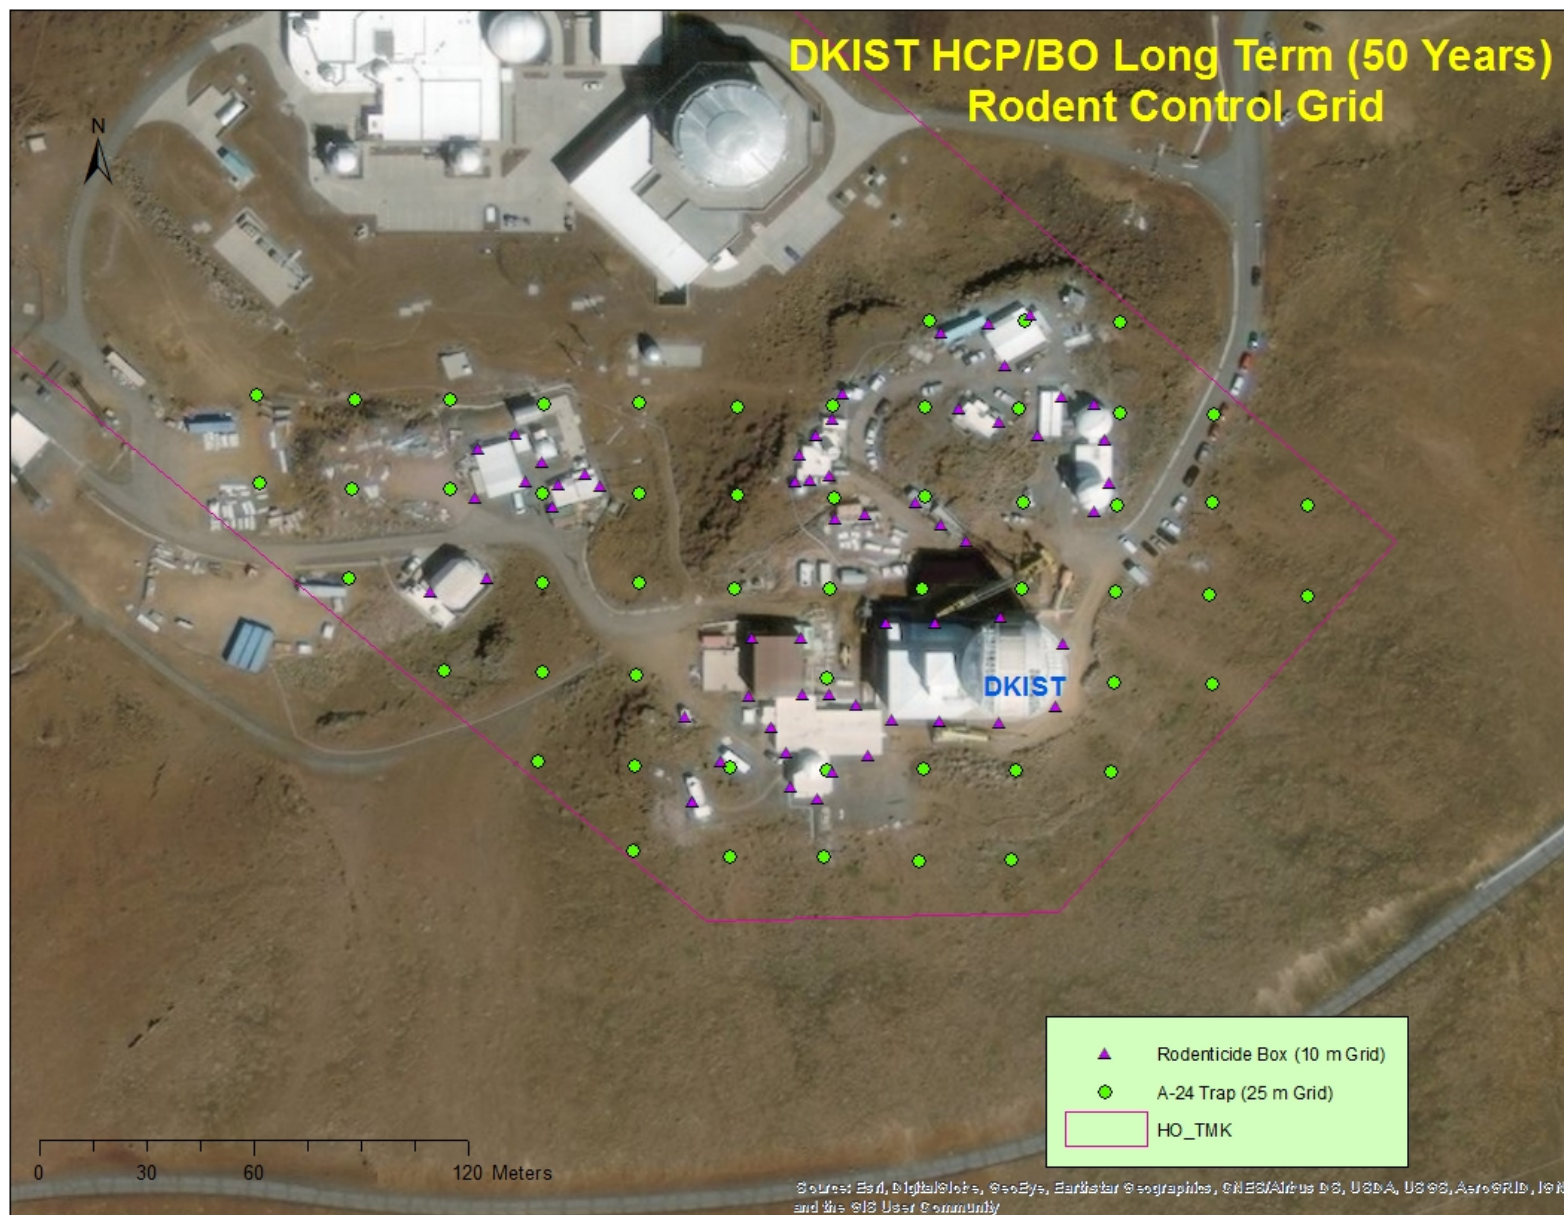 DKIST HCP/BO Long Term (50 Years)
Rodent Control Grid
N
DKIST
Rodenticide Box (10 m Grid)
A-24 Trap (25 m Grid)
HO_TMK
0 30 60 120 Meters
Source: Esri, DigitalGlobe, GeoEye, Earthstar Geographics, CNES/Airbus DS, USDA, USGS, AeroGRID, IGN,
and the GIS User Community